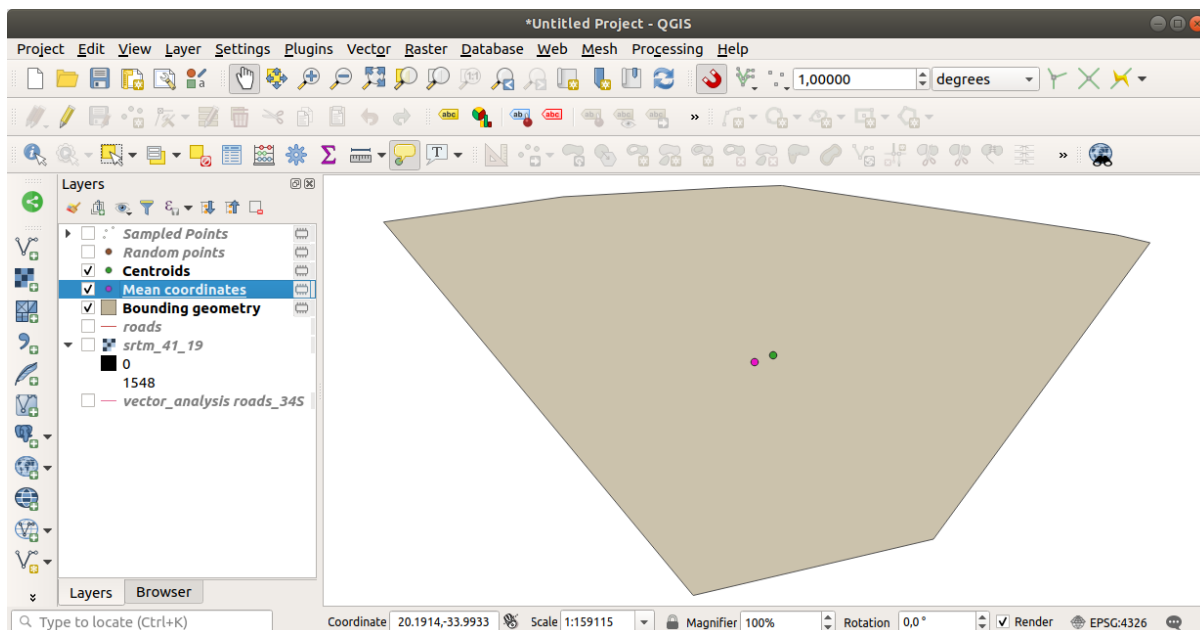 *Untitled Project - QGIS
Project Edit View Layer Settings Plugins Vector Raster Database Web Mesh Processing Help
1,00000 degrees
abc ab abc
Layers
Sampled Points
Random points
Centroids
Mean coordinates
Bounding geometry
roads
srtm_41_19
0
1548
vector_analysis roads_34S
Layers Browser
Type to locate (Ctrl+K) Coordinate 20.1914,-33.9933 Scale 1:159115 Magnifier 100% Rotation 0,0° Render EPSG:4326